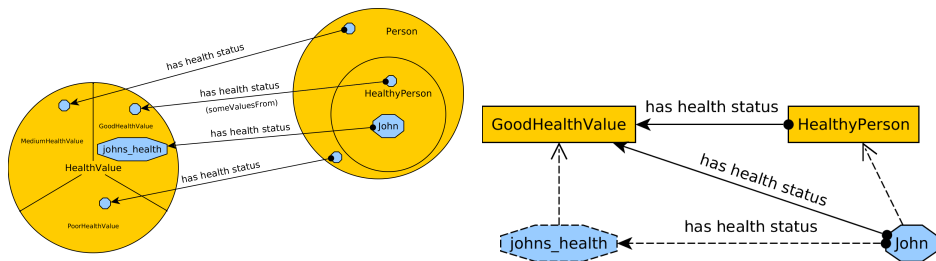 Person
has health status
has health status
(someValuesFrom)
HealthyPerson
GoodHealthValue
John
has health status
MediumHealthValue
johns_health
HealthValue
has health status
PoorHealthValue
has health status
GoodHealthValue
HealthyPerson
has health status
has health status
johns_health
John